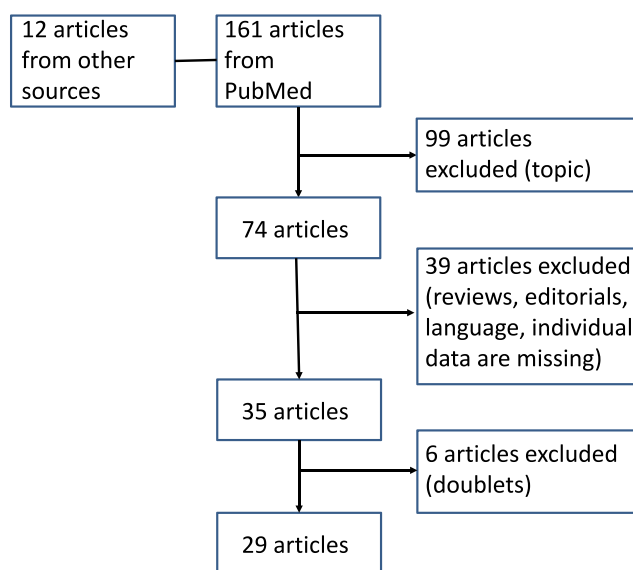 12 articles
from other
sources
161 articles
from
PubMed
99 articles
excluded (topic)
74 articles
39 articles excluded
(reviews, editorials,
language, individual
data are missing)
35 articles
6 articles excluded
(doublets)
29 articles